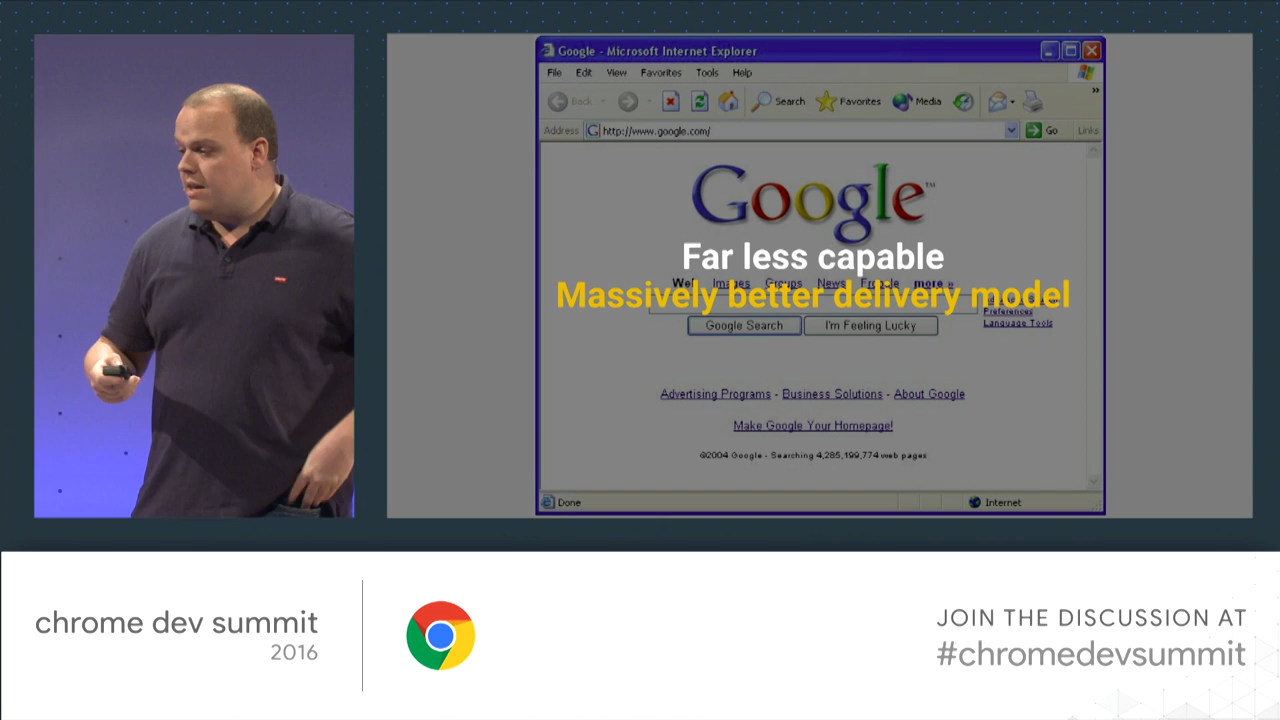 Google - Microsoft Internet Explorer
File Edit View Favorites Tools Help
Back Search Favorites Media
Address http://www.google.com/ Go Links
Google™
Far less capable
Web Images Groups News Froogle more »
Massively better delivery model
Preferences
Google Search I'm Feeling Lucky
Language Tools
Advertising Programs - Business Solutions - About Google
Make Google Your Homepage!
©2004 Google - Searching 4,285,199,774 web pages
Done Internet
chrome dev summit
2016
JOIN THE DISCUSSION AT
#chromedevsummit